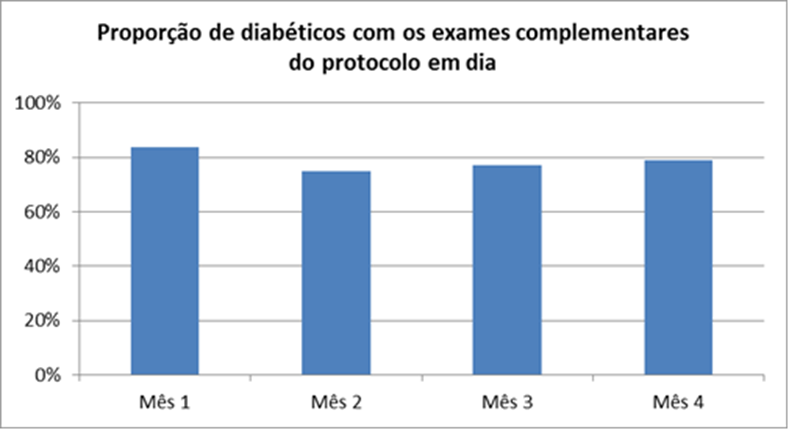 Proporção de diabéticos com os exames complementares
do protocolo em dia
100%
80%
60%
40%
20%
0%
Mês 1
Mês 2
Mês 3
Mês 4